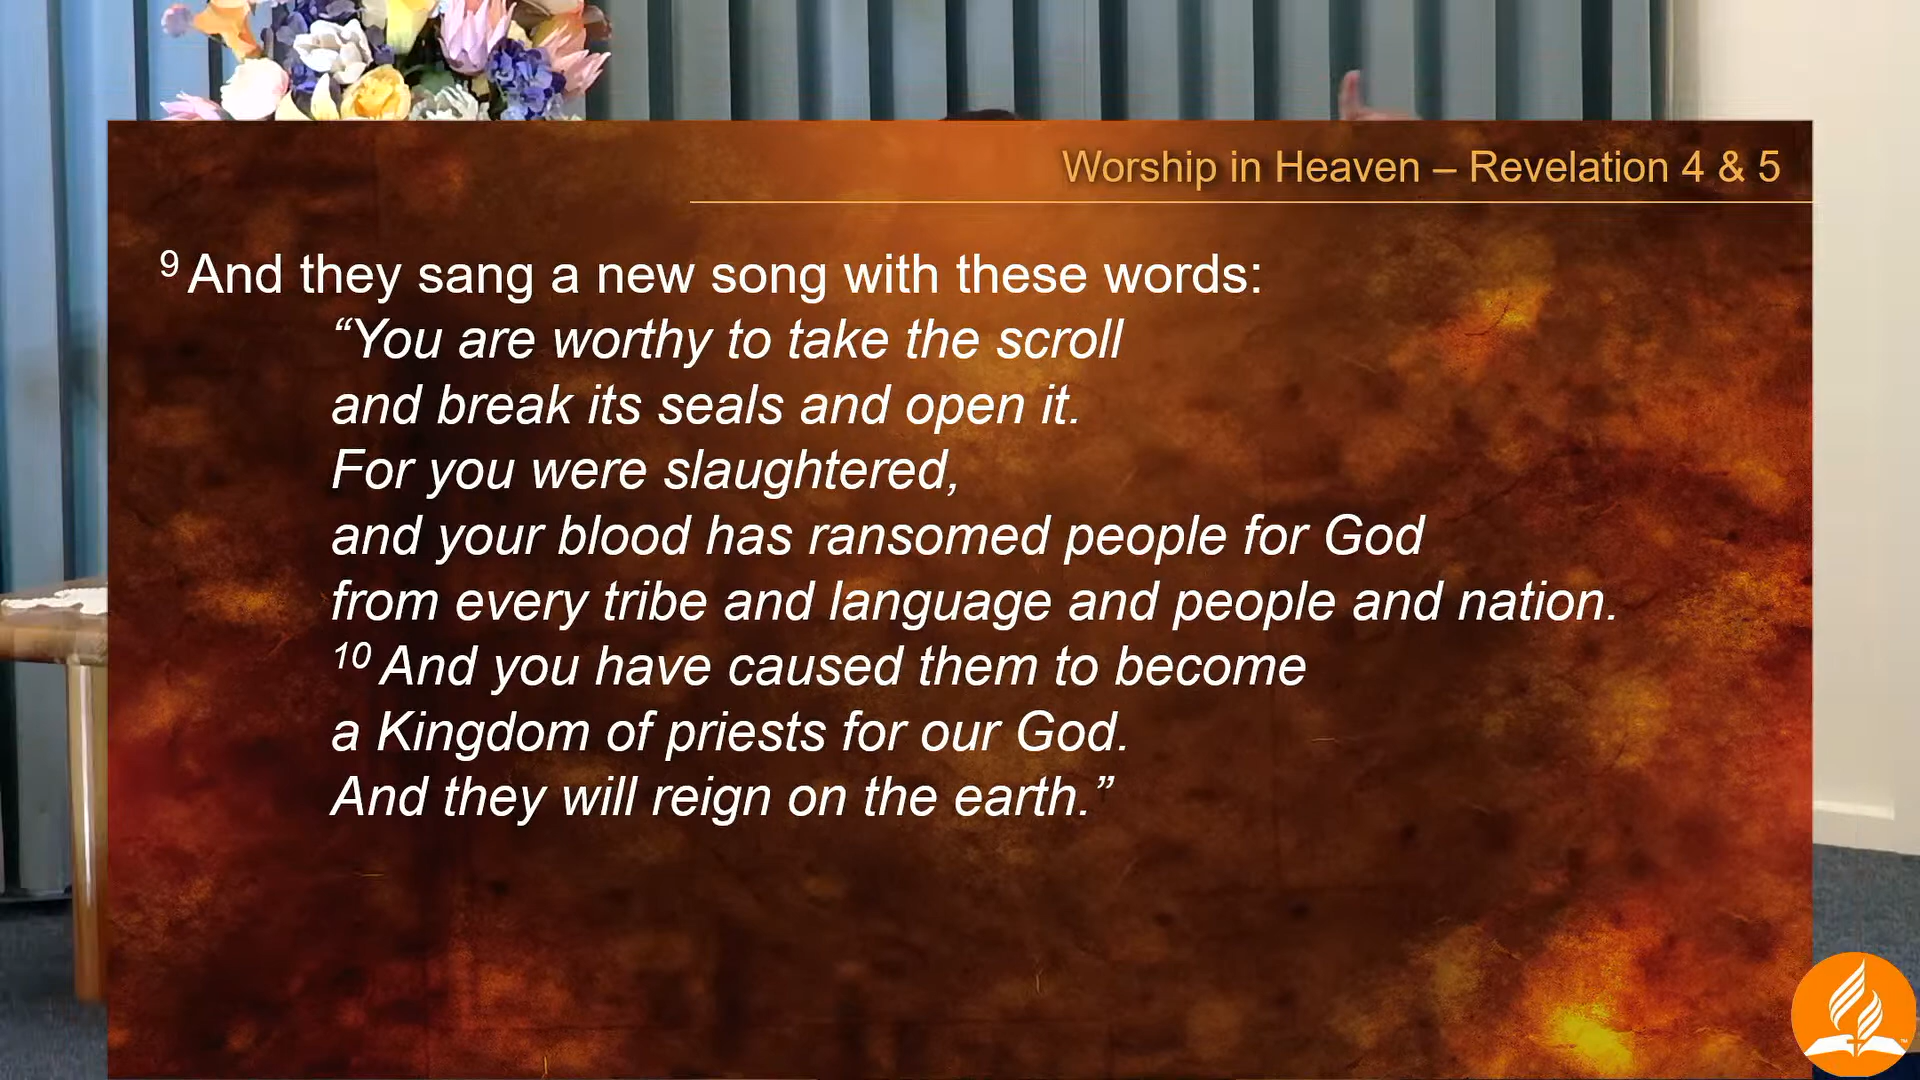 Worship in Heaven – Revelation 4 & 5
9 And they sang a new song with these words:
“You are worthy to take the scroll
and break its seals and open it.
For you were slaughtered,
and your blood has ransomed people for God
from every tribe and language and people and nation.
10 And you have caused them to become
a Kingdom of priests for our God.
And they will reign on the earth.”